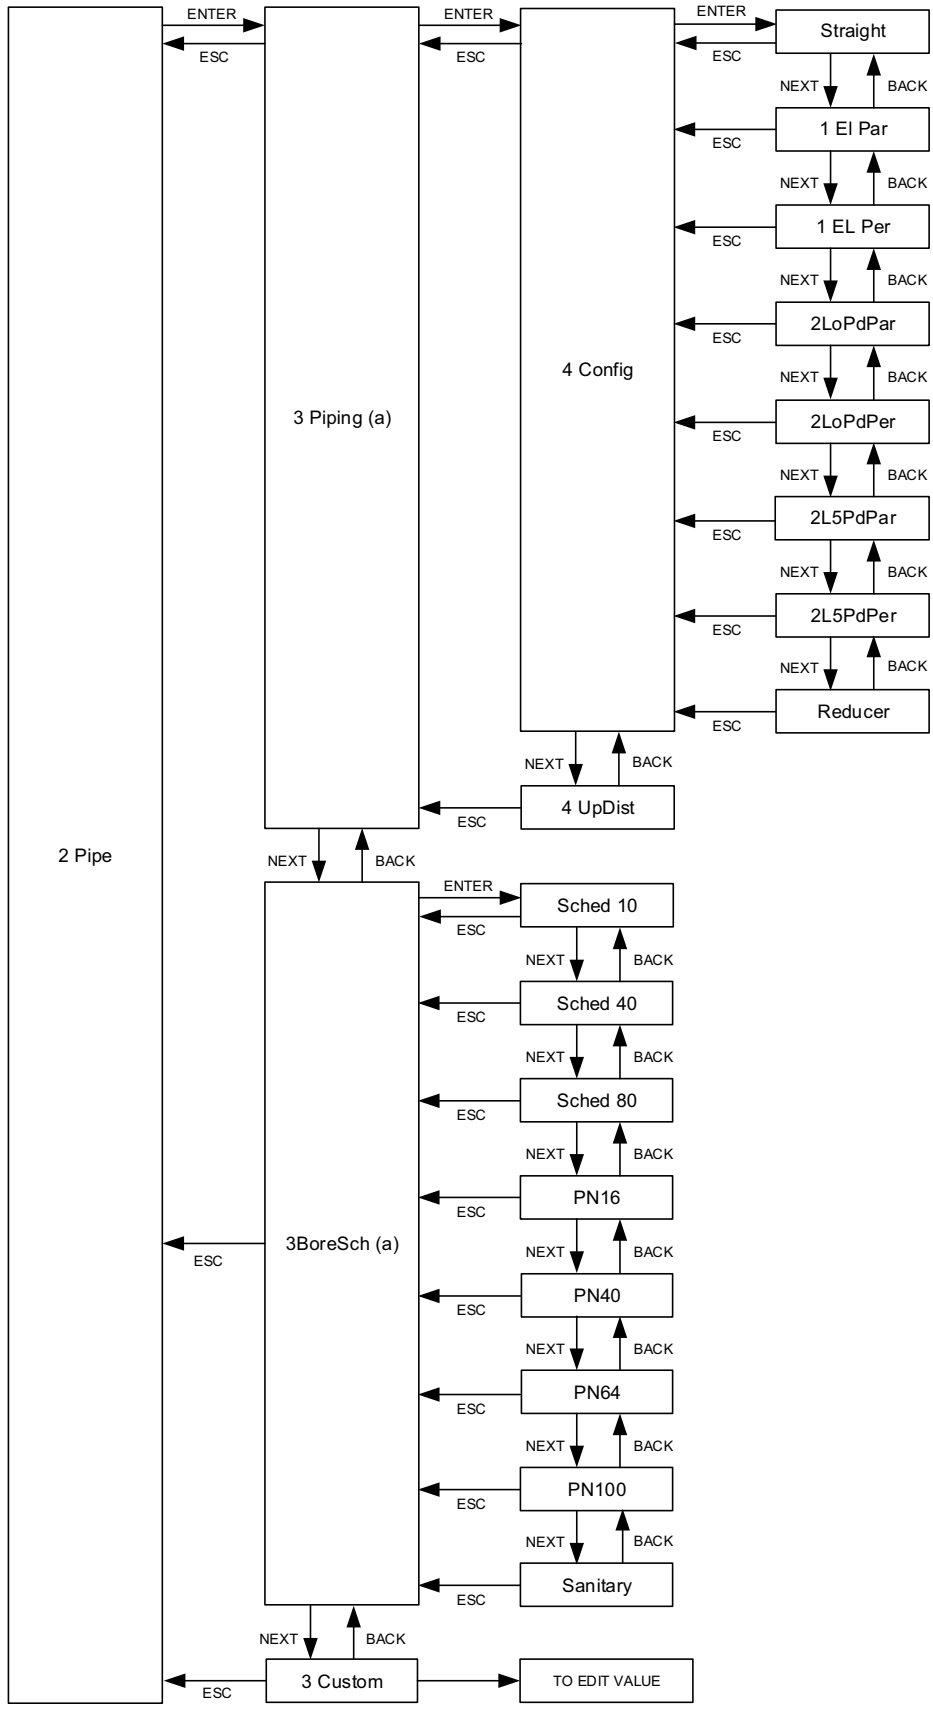 ENTER
ENTER
ENTER
Straight
ESC
ESC
ESC
NEXT
BACK
1 El Par
ESC
NEXT
BACK
1 EL Per
ESC
NEXT
BACK
2LoPdPar
ESC
4 Config
NEXT
BACK
3 Piping (a)
2LoPdPer
ESC
NEXT
BACK
2L5PdPar
ESC
NEXT
BACK
2L5PdPer
ESC
NEXT
BACK
Reducer
ESC
NEXT
BACK
4 UpDist
ESC
2 Pipe
NEXT
BACK
ENTER
Sched 10
ESC
NEXT
BACK
Sched 40
ESC
NEXT
BACK
Sched 80
ESC
NEXT
BACK
PN16
ESC
3BoreSch (a)
ESC
NEXT
BACK
PN40
ESC
NEXT
BACK
PN64
ESC
NEXT
BACK
PN100
ESC
NEXT
BACK
Sanitary
ESC
NEXT
BACK
3 Custom
ESC
TO EDIT VALUE